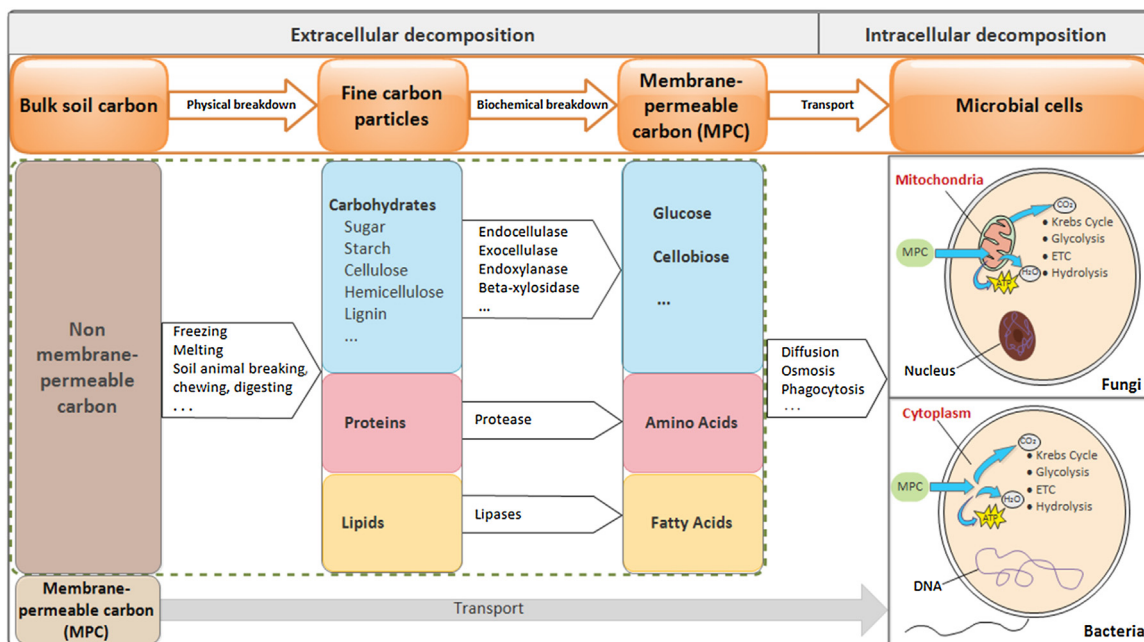 Extracellular decomposition
Intracellular decomposition
Bulk soil carbon
Physical breakdown
Fine carbon
particles
Biochemical breakdown
Membrane-
permeable
carbon (MPC)
Transport
Microbial cells
Non
membrane-
permeable
carbon
Freezing
Melting
Soil animal breaking,
chewing, digesting
. . .
Carbohydrates
Sugar
Starch
Cellulose
Hemicellulose
Lignin
...
Endocellulase
Exocellulase
Endoxylanase
Beta-xylosidase
...
Glucose
Cellobiose
...
Proteins
Protease
Amino Acids
Lipids
Lipases
Fatty Acids
Diffusion
Osmosis
Phagocytosis
. . .
Mitochondria
CO₂
• Krebs Cycle
• Glycolysis
• ETC
• Hydrolysis
MPC
H₂O
ATP
Nucleus
Fungi
Cytoplasm
CO₂
• Krebs Cycle
• Glycolysis
• ETC
• Hydrolysis
MPC
H₂O
ATP
DNA
Bacteria
Membrane-
permeable carbon
(MPC)
Transport